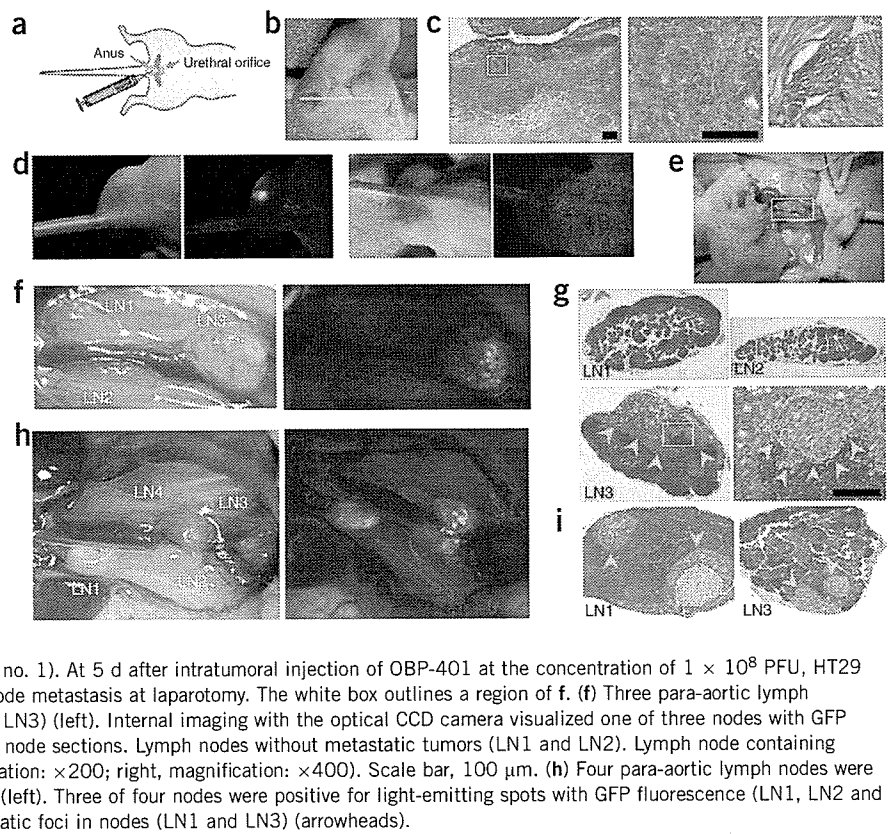 a
b
c
Anus
Urethral orifice
d
e
f
LN1
LN3
LN2
g
LN1
LN2
LN3
h
LN4
LN3
LN1
i
LN1
LN3
no. 1). At 5 d after intratumoral injection of OBP-401 at the concentration of 1 × 10⁸ PFU, HT29
ode metastasis at laparotomy. The white box outlines a region of f. (f) Three para-aortic lymph
LN3) (left). Internal imaging with the optical CCD camera visualized one of three nodes with GFP
node sections. Lymph nodes without metastatic tumors (LN1 and LN2). Lymph node containing
ation: ×200; right, magnification: ×400). Scale bar, 100 μm. (h) Four para-aortic lymph nodes were
(left). Three of four nodes were positive for light-emitting spots with GFP fluorescence (LN1, LN2 and
atic foci in nodes (LN1 and LN3) (arrowheads).